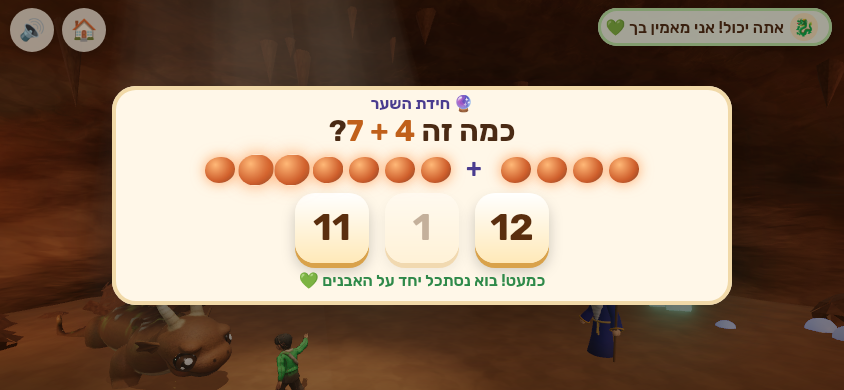 אתה יכול! אני מאמין בך 💚
🔮 חידת השער
כמה זה 4 + 7?
+
11 1 12
כמעט! בוא נסתכל יחד על האבנים 💚